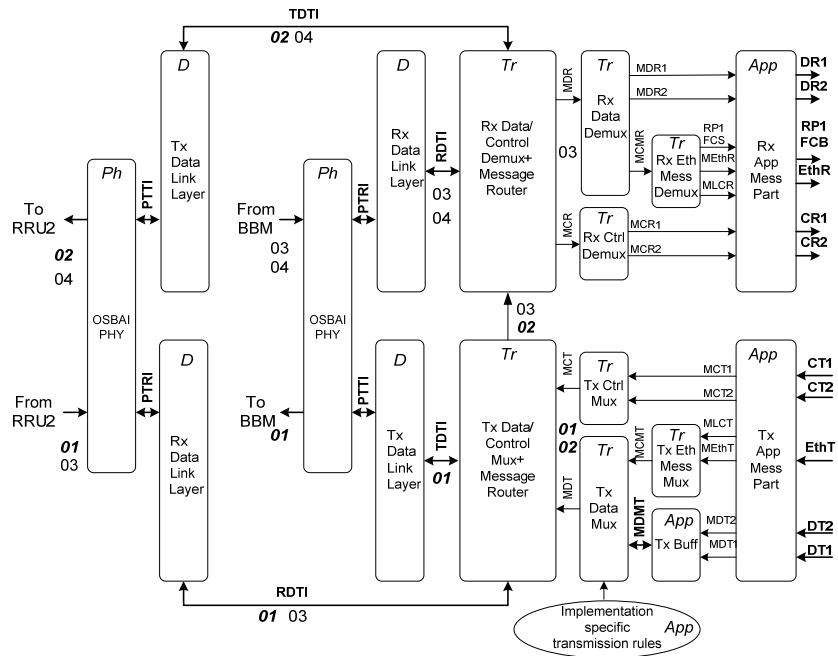 TDTI
02 04
D
Tx
Data
Link
Layer
D
Rx
Data
Link
Layer
Tr
Rx Data/
Control
Demux+
Message
Router
MDR
03
MCR
Tr
Rx
Data
Demux
MDR1
MDR2
MCMR
Tr
Rx Eth
Mess
Demux
RP1
FCS
MEthR
MLCR
App
Rx
App
Mess
Part
DR1
DR2
RP1
FCB
EthR
CR1
CR2
Tr
Rx Ctrl
Demux
MCR1
MCR2
Ph
OSBAI
PHY
PTTI
To
RRU2
02
04
From
BBM
03
04
Ph
OSBAI
PHY
PTRI
RDTI
03
04
03
02
From
RRU2
01
03
PTRI
D
Rx
Data
Link
Layer
To
BBM
01
PTTI
D
Tx
Data
Link
Layer
TDTI
01
Tr
Tx Data/
Control
Mux+
Message
Router
MCT
01
02
MDT
Tr
Tx Ctrl
Mux
MCT1
MCT2
Tr
Tx
Data
Mux
MCMT
MDMT
Tr
Tx Eth
Mess
Mux
MLCT
MEthT
App
Tx Buff
MDT2
MDT1
App
Tx
App
Mess
Part
CT1
CT2
EthT
DT2
DT1
RDTI
01 03
Implementation
specific
transmission rules
App